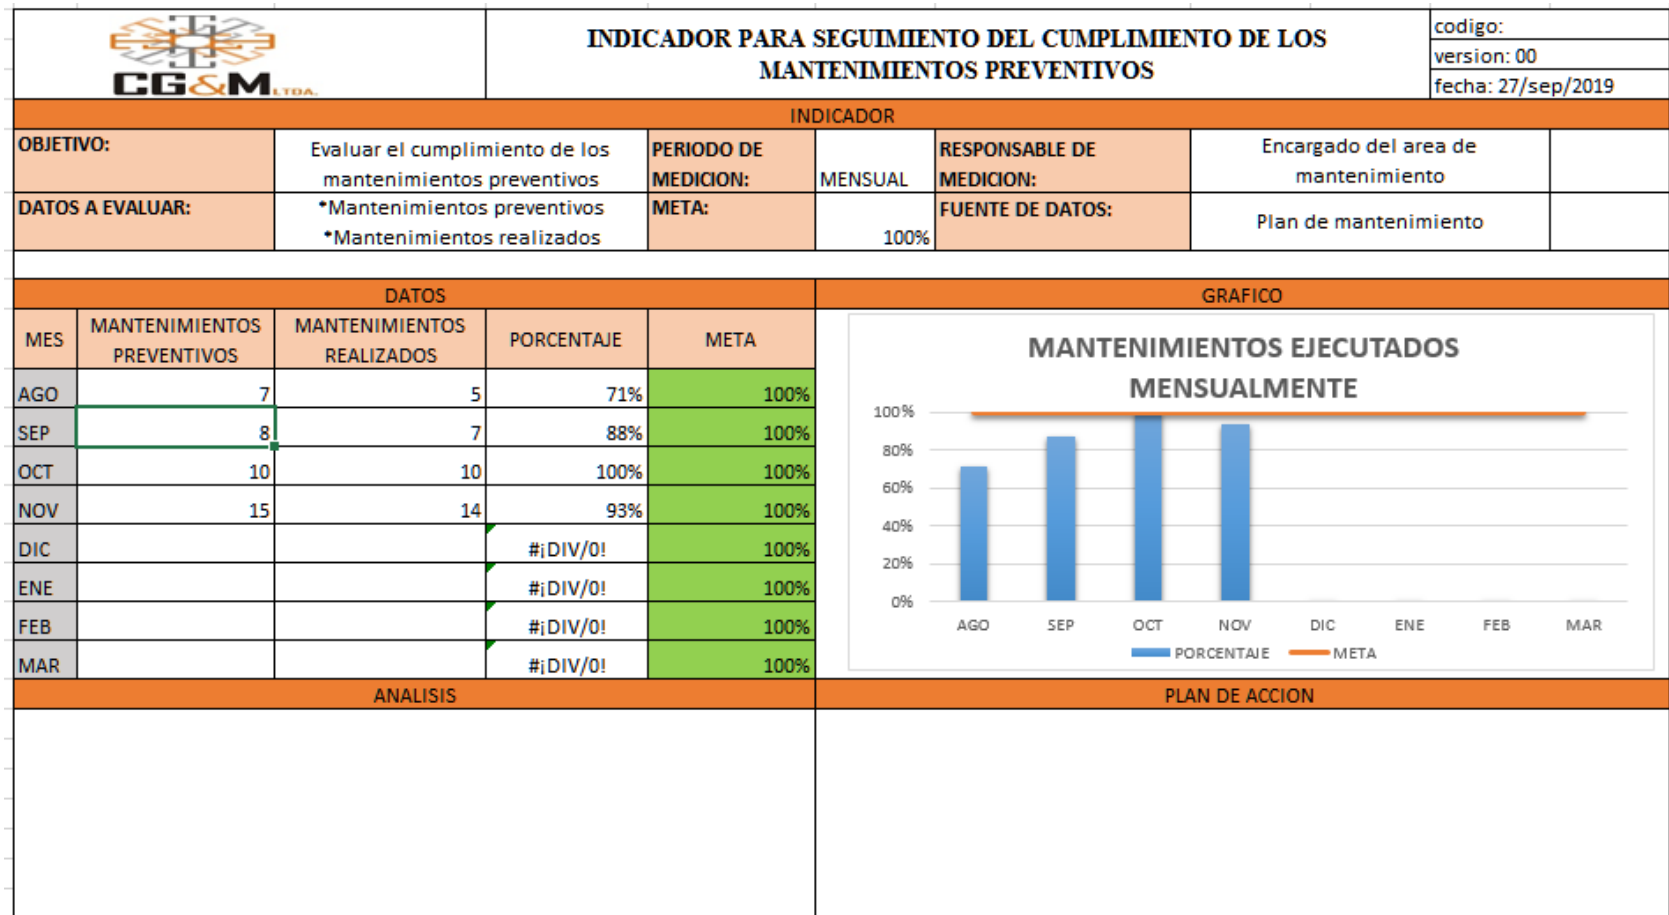 CG&M LTDA.
INDICADOR PARA SEGUIMIENTO DEL CUMPLIMIENTO DE LOS
MANTENIMIENTOS PREVENTIVOS
codigo:
version: 00
fecha: 27/sep/2019
INDICADOR
OBJETIVO:
Evaluar el cumplimiento de los
mantenimientos preventivos
PERIODO DE
MEDICION:
MENSUAL
RESPONSABLE DE
MEDICION:
Encargado del area de
mantenimiento
DATOS A EVALUAR:
*Mantenimientos preventivos
*Mantenimientos realizados
META:
100%
FUENTE DE DATOS:
Plan de mantenimiento
DATOS
MES
MANTENIMIENTOS
PREVENTIVOS
MANTENIMIENTOS
REALIZADOS
PORCENTAJE
META
AGO 7 5 71% 100%
SEP 8 7 88% 100%
OCT 10 10 100% 100%
NOV 15 14 93% 100%
DIC #¡DIV/0! 100%
ENE #¡DIV/0! 100%
FEB #¡DIV/0! 100%
MAR #¡DIV/0! 100%
GRAFICO
MANTENIMIENTOS EJECUTADOS
MENSUALMENTE
100%
80%
60%
40%
20%
0%
AGO SEP OCT NOV DIC ENE FEB MAR
PORCENTAJE META
ANALISIS
PLAN DE ACCION